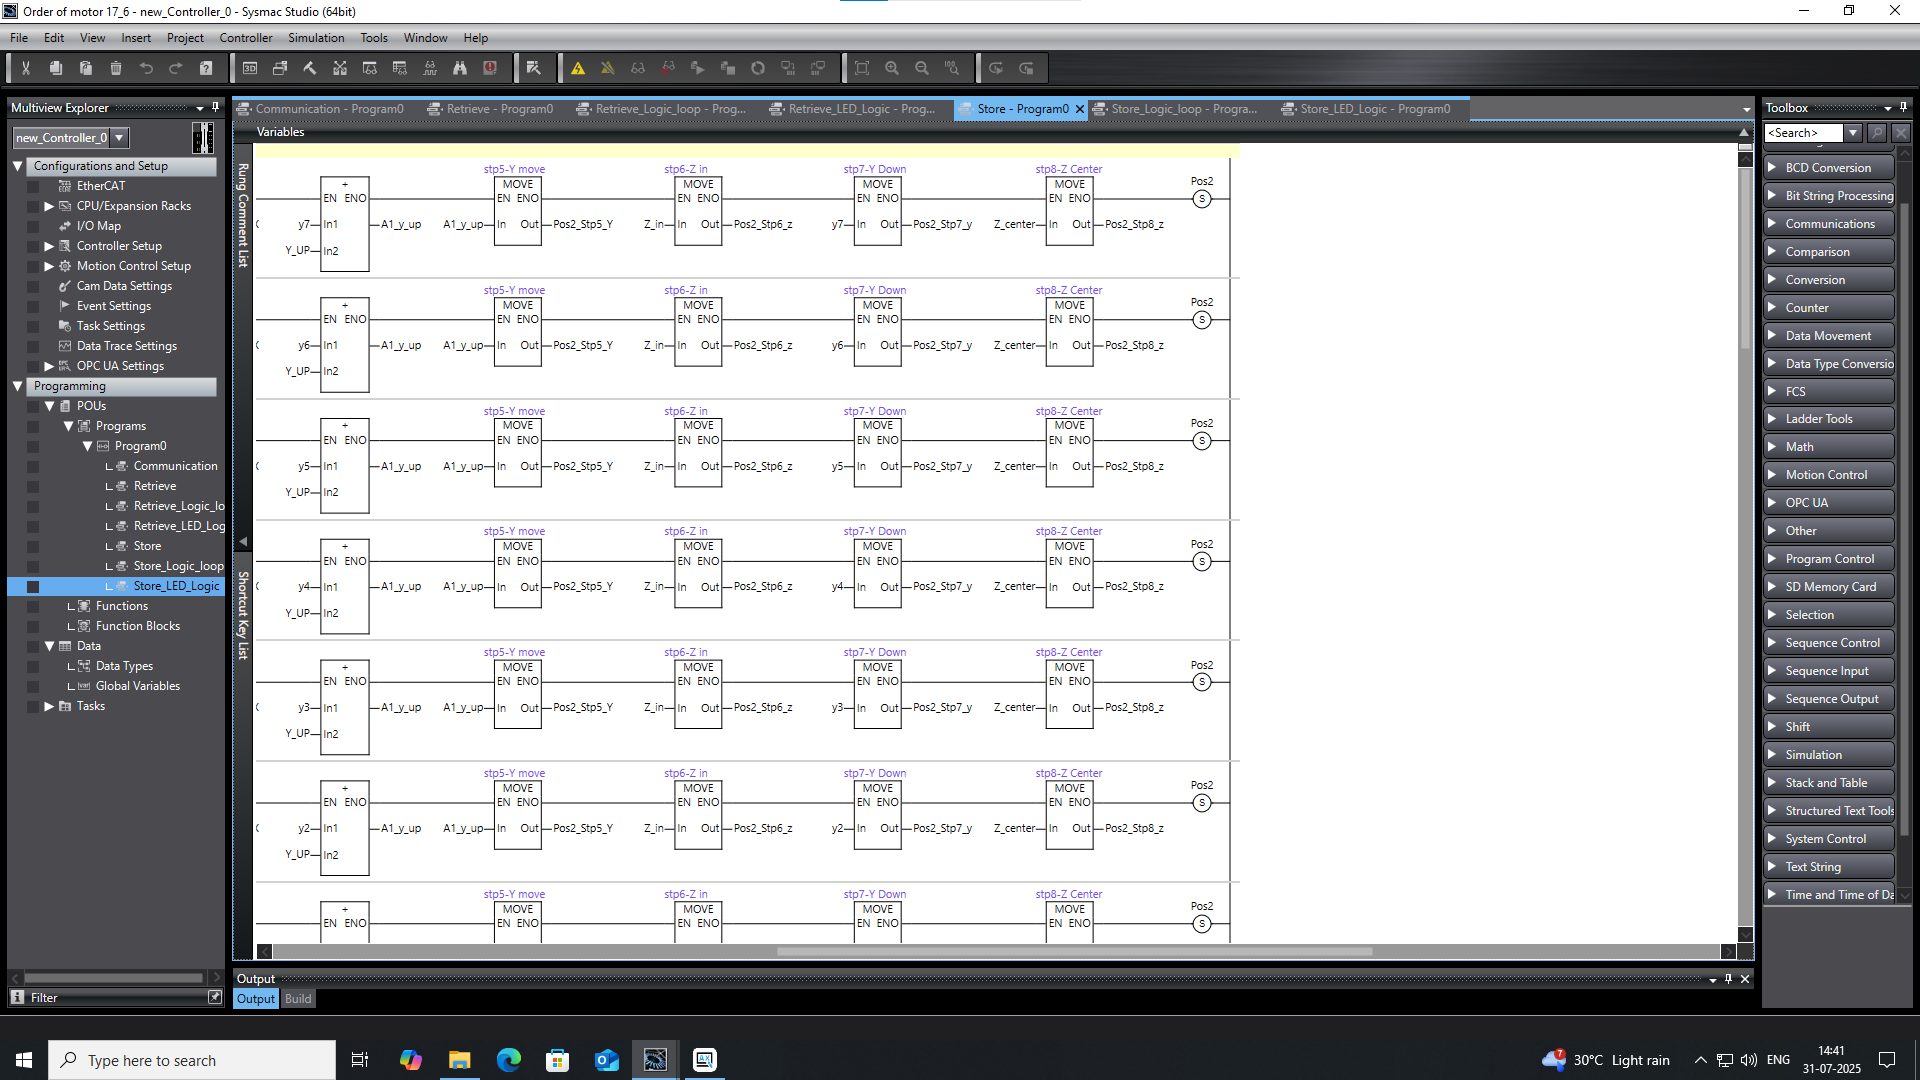 Order of motor 17_6 - new_Controller_0 - Sysmac Studio (64bit)
File Edit View Insert Project Controller Simulation Tools Window Help
Multiview Explorer
new_Controller_0
Configurations and Setup
EtherCAT
CPU/Expansion Racks
I/O Map
Controller Setup
Motion Control Setup
Cam Data Settings
Event Settings
Task Settings
Data Trace Settings
OPC UA Settings
Programming
POUs
Programs
Program0
Communication
Retrieve
Retrieve_Logic_lo
Retrieve_LED_Log
Store
Store_Logic_loop
Store_LED_Logic
Functions
Function Blocks
Data
Data Types
Global Variables
Tasks
Filter
Communication - Program0 Retrieve - Program0 Retrieve_Logic_loop - Prog... Retrieve_LED_Logic - Prog... Store - Program0 Store_Logic_loop - Progra... Store_LED_Logic - Program0
Variables
Rung Comment List
Shortcut Key List
stp5-Y move stp6-Z in stp7-Y Down stp8-Z Center Pos2
+ MOVE MOVE MOVE MOVE
EN ENO EN ENO EN ENO EN ENO EN ENO S
y7 In1 A1_y_up A1_y_up In Out Pos2_Stp5_Y Z_in In Out Pos2_Stp6_z y7 In Out Pos2_Stp7_y Z_center In Out Pos2_Stp8_z
Y_UP In2
stp5-Y move stp6-Z in stp7-Y Down stp8-Z Center Pos2
+ MOVE MOVE MOVE MOVE
EN ENO EN ENO EN ENO EN ENO EN ENO S
y6 In1 A1_y_up A1_y_up In Out Pos2_Stp5_Y Z_in In Out Pos2_Stp6_z y6 In Out Pos2_Stp7_y Z_center In Out Pos2_Stp8_z
Y_UP In2
stp5-Y move stp6-Z in stp7-Y Down stp8-Z Center Pos2
+ MOVE MOVE MOVE MOVE
EN ENO EN ENO EN ENO EN ENO EN ENO S
y5 In1 A1_y_up A1_y_up In Out Pos2_Stp5_Y Z_in In Out Pos2_Stp6_z y5 In Out Pos2_Stp7_y Z_center In Out Pos2_Stp8_z
Y_UP In2
stp5-Y move stp6-Z in stp7-Y Down stp8-Z Center Pos2
+ MOVE MOVE MOVE MOVE
EN ENO EN ENO EN ENO EN ENO EN ENO S
y4 In1 A1_y_up A1_y_up In Out Pos2_Stp5_Y Z_in In Out Pos2_Stp6_z y4 In Out Pos2_Stp7_y Z_center In Out Pos2_Stp8_z
Y_UP In2
stp5-Y move stp6-Z in stp7-Y Down stp8-Z Center Pos2
+ MOVE MOVE MOVE MOVE
EN ENO EN ENO EN ENO EN ENO EN ENO S
y3 In1 A1_y_up A1_y_up In Out Pos2_Stp5_Y Z_in In Out Pos2_Stp6_z y3 In Out Pos2_Stp7_y Z_center In Out Pos2_Stp8_z
Y_UP In2
stp5-Y move stp6-Z in stp7-Y Down stp8-Z Center Pos2
+ MOVE MOVE MOVE MOVE
EN ENO EN ENO EN ENO EN ENO EN ENO S
y2 In1 A1_y_up A1_y_up In Out Pos2_Stp5_Y Z_in In Out Pos2_Stp6_z y2 In Out Pos2_Stp7_y Z_center In Out Pos2_Stp8_z
Y_UP In2
stp5-Y move stp6-Z in stp7-Y Down stp8-Z Center Pos2
+ MOVE MOVE MOVE MOVE
EN ENO EN ENO EN ENO EN ENO EN ENO S
Output
Output Build
Toolbox
<Search>
BCD Conversion
Bit String Processing
Communications
Comparison
Conversion
Counter
Data Movement
Data Type Conversio
FCS
Ladder Tools
Math
Motion Control
OPC UA
Other
Program Control
SD Memory Card
Selection
Sequence Control
Sequence Input
Sequence Output
Shift
Simulation
Stack and Table
Structured Text Tools
System Control
Text String
Time and Time of Da
Type here to search
30°C Light rain
ENG
14:41
31-07-2025